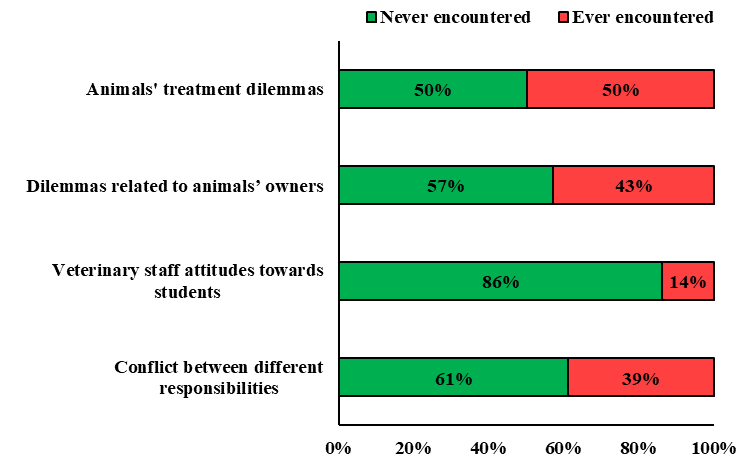 Never encountered Ever encountered
Animals' treatment dilemmas 50% 50%
Dilemmas related to animals’ owners 57% 43%
Veterinary staff attitudes towards
students
86% 14%
Conflict between different
responsibilities
61% 39%
0% 20% 40% 60% 80% 100%